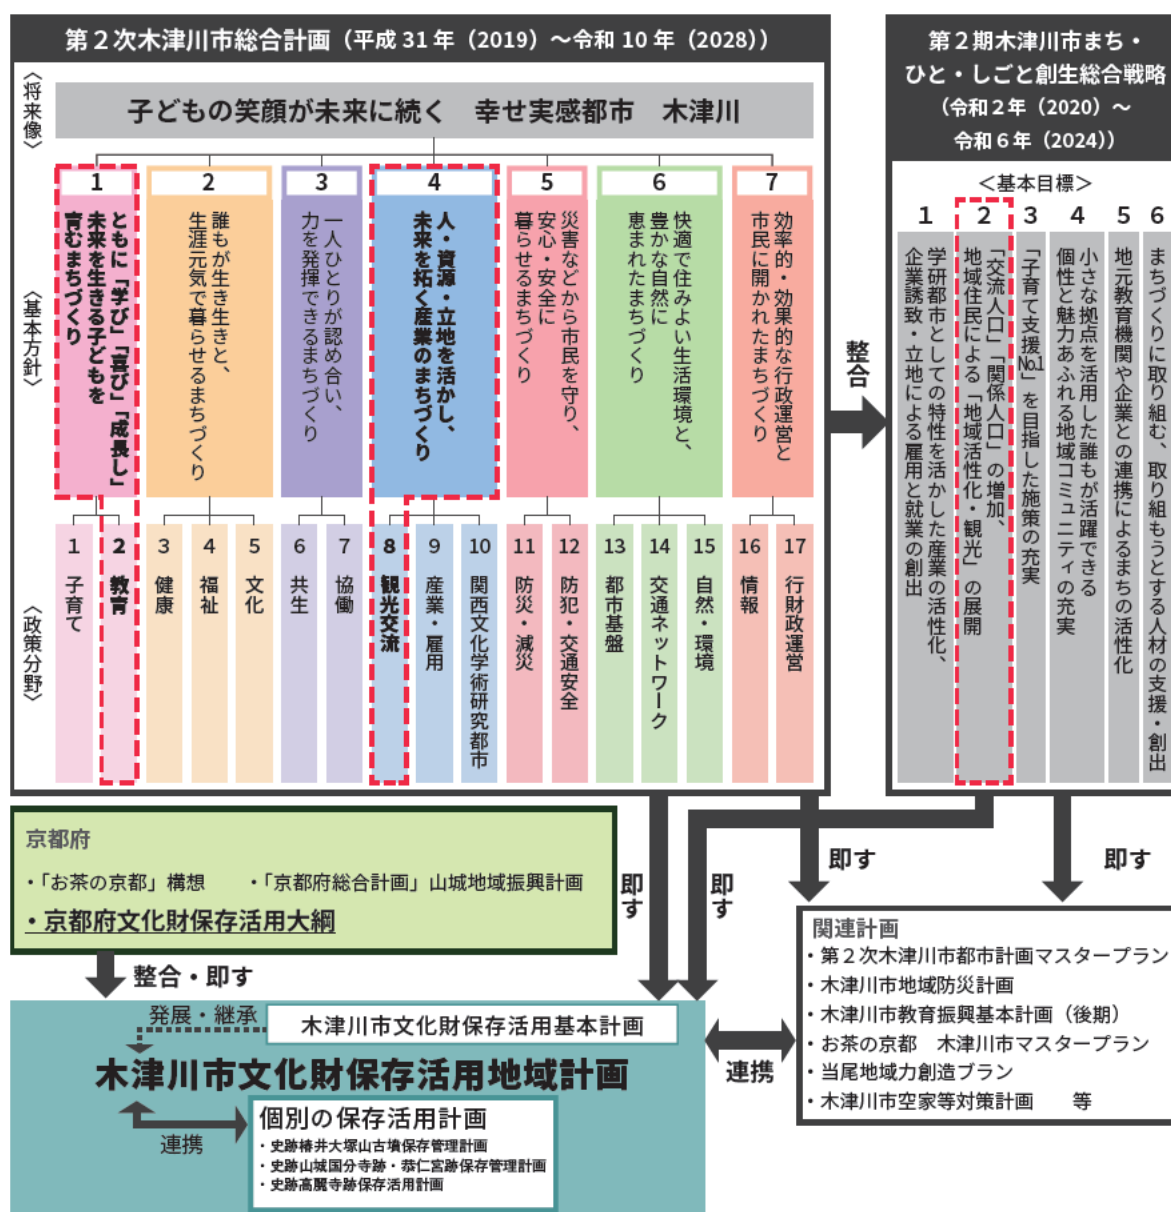 第２次木津川市総合計画（平成 31 年（2019）～令和 10 年（2028））
〈将来像〉
子どもの笑顔が未来に続く　幸せ実感都市　木津川
〈基本方針〉
1
ともに「学び」「喜び」「成長し」
未来を生きる子どもを
育むまちづくり
2
誰もが生き生きと、
生涯元気で暮らせるまちづくり
3
一人ひとりが認め合い、
力を発揮できるまちづくり
4
人・資源・立地を活かし、
未来を拓く産業のまちづくり
5
災害などから市民を守り、
安心・安全に
暮らせるまちづくり
6
快適で住みよい生活環境と、
豊かな自然に
恵まれたまちづくり
7
効率的・効果的な行政運営と
市民に開かれたまちづくり
〈政策分野〉
1
子育て
2
教育
3
健康
4
福祉
5
文化
6
共生
7
協働
8
観光交流
9
産業・雇用
10
関西文化学術研究都市
11
防災・減災
12
防犯・交通安全
13
都市基盤
14
交通ネットワーク
15
自然・環境
16
情報
17
行財政運営
整合
第２期木津川市まち・
ひと・しごと創生総合戦略
（令和２年（2020）～
令和６年（2024））
＜基本目標＞
1
学研都市としての特性を活かした産業の活性化、
企業誘致・立地による雇用と就業の創出
2
「交流人口」「関係人口」の増加、
地域住民による「地域活性化・観光」の展開
3
「子育て支援№1」を目指した施策の充実
4
小さな拠点を活用した誰もが活躍できる
個性と魅力あふれる地域コミュニティの充実
5
地元教育機関や企業との連携によるまちの活性化
6
まちづくりに取り組む、取り組もうとする人材の支援・創出
京都府
・「お茶の京都」構想
・「京都府総合計画」山城地域振興計画
・京都府文化財保存活用大綱
即す
即す
即す
即す
整合・即す
発展・継承
木津川市文化財保存活用基本計画
木津川市文化財保存活用地域計画
連携
個別の保存活用計画
・史跡椿井大塚山古墳保存管理計画
・史跡山城国分寺跡・恭仁宮跡保存管理計画
・史跡高麗寺跡保存活用計画
連携
関連計画
・第２次木津川市都市計画マスタープラン
・木津川市地域防災計画
・木津川市教育振興基本計画（後期）
・お茶の京都　木津川市マスタープラン
・当尾地域力創造プラン
・木津川市空家等対策計画　　等